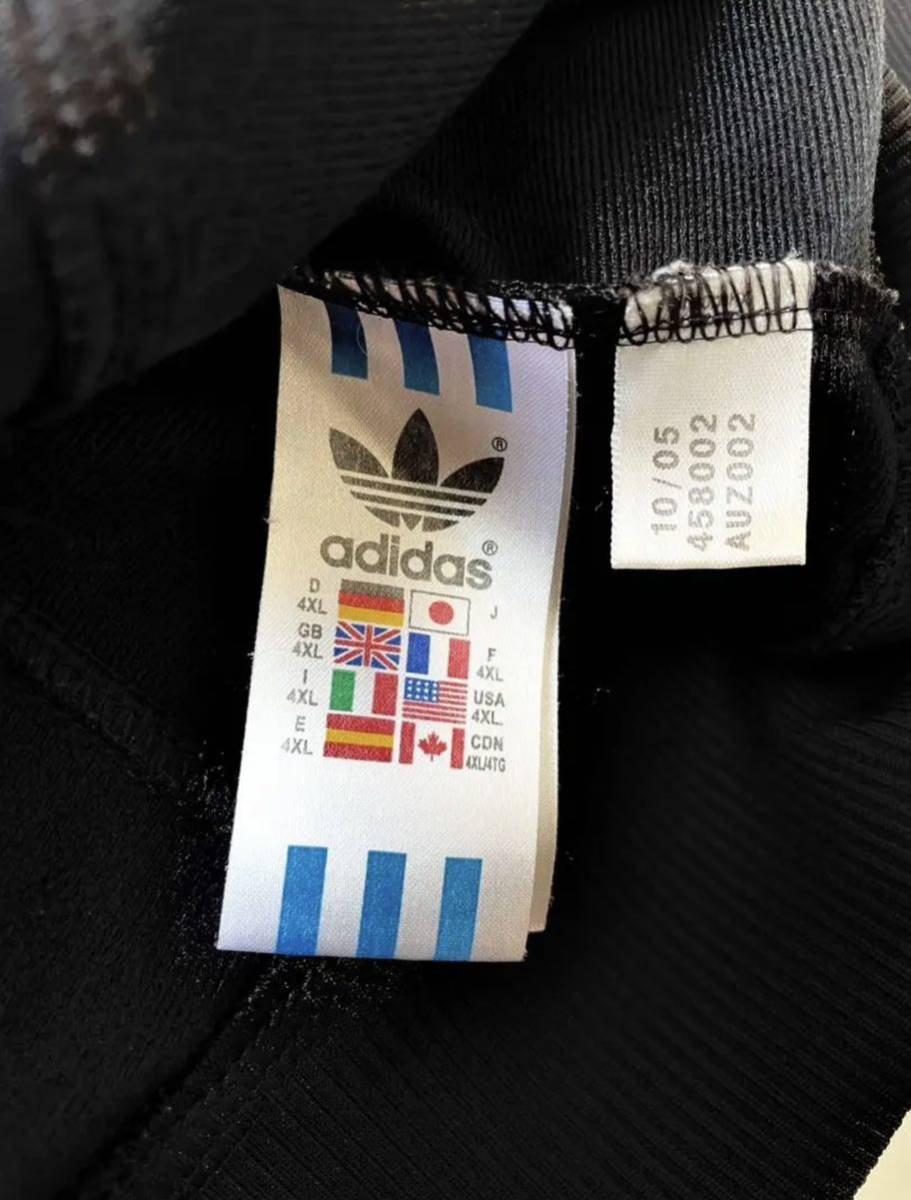 ®
adidas®
D
4XL
J
GB
4XL
F
4XL
I
4XL
USA
4XL.
E
4XL
CDN
4XL/4TG
10/05
458002
AUZ002